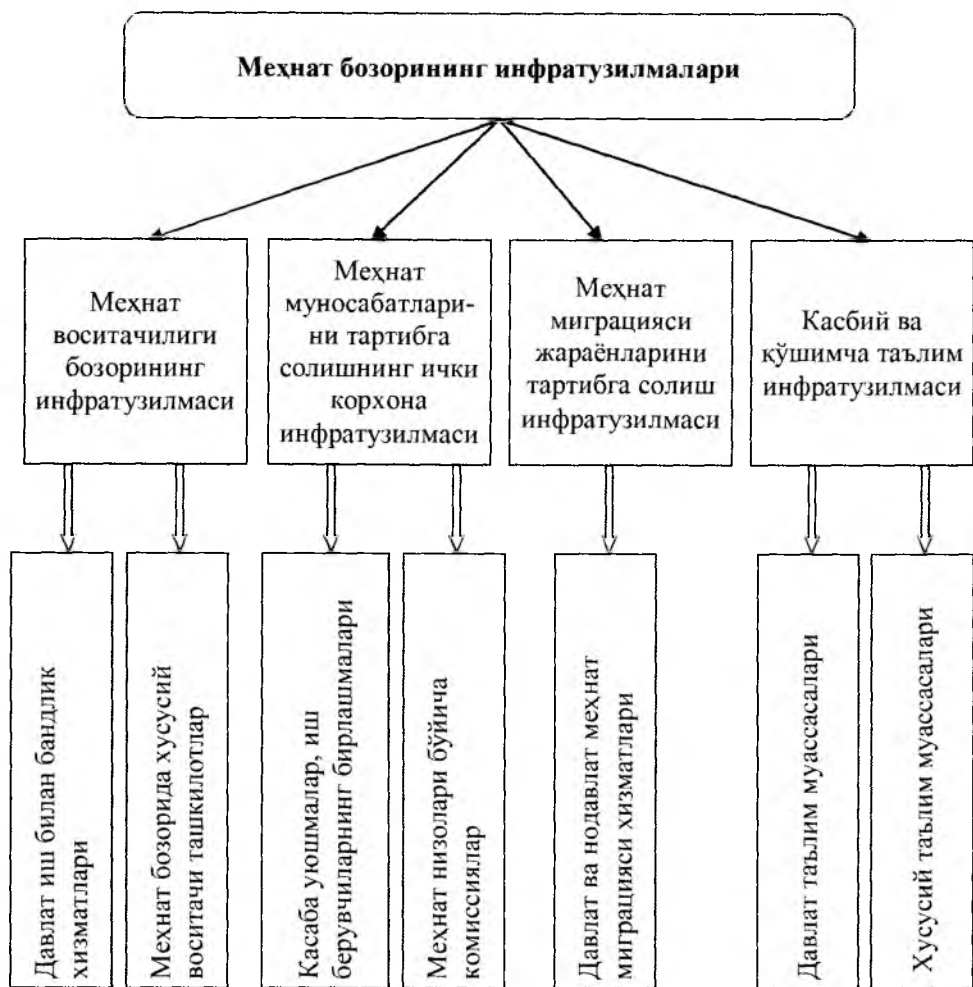 Меҳнат бозорининг инфратузилмалари
Меҳнат
воситачилиги
бозорининг
инфратузилмаси
Меҳнат
муносабатлари-
ни тартибга
солишнинг ички
корхона
инфратузилмаси
Меҳнат
миграцияси
жараёнларини
тартибга солиш
инфратузилмаси
Касбий ва
қўшимча таълим
инфратузилмаси
Давлат иш билан бандлик
хизматлари
Меҳнат бозорида хусусий
воситачи ташкилотлар
Касаба уюшмалар, иш
берувчиларнинг бирлашмалари
Меҳнат низолари бўйича
комиссиялар
Давлат ва нодавлат меҳнат
миграцияси хизматлари
Давлат таълим муассасалари
Хусусий таълим муассасалари